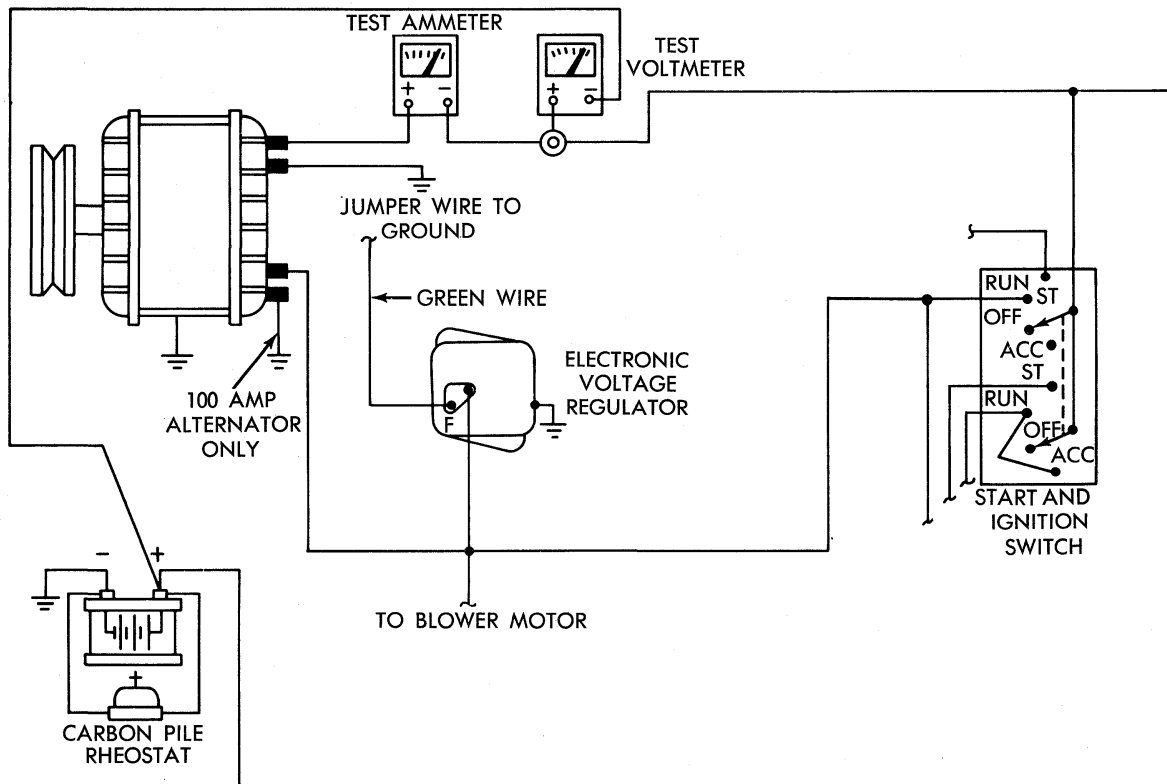 TEST AMMETER
+ −
TEST
VOLTMETER
+ −
JUMPER WIRE TO
GROUND
GREEN WIRE
100 AMP
ALTERNATOR
ONLY
ELECTRONIC
VOLTAGE
REGULATOR
F
RUN
ST
OFF
ACC
ST
RUN
OFF
ACC
START AND
IGNITION
SWITCH
TO BLOWER MOTOR
− +
+
CARBON PILE
RHEOSTAT